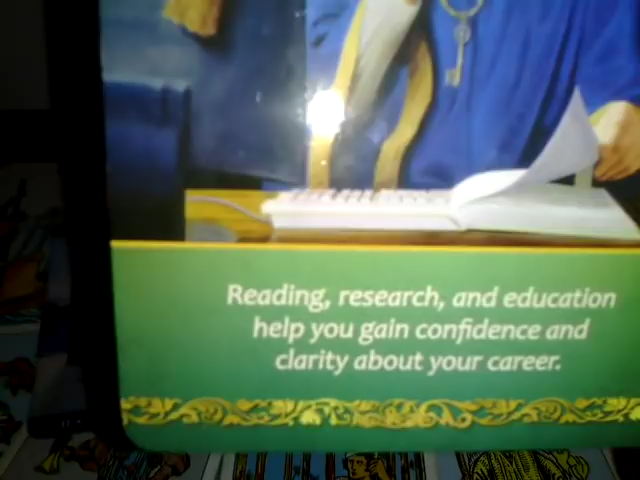 Reading, research, and education
help you gain confidence and
clarity about your career.